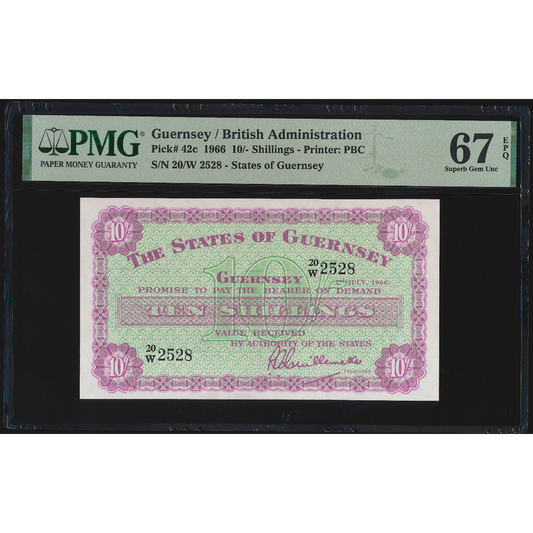 PMG®
PAPER MONEY GUARANTY
Guernsey / British Administration
Pick# 42c 1966 10/- Shillings - Printer: PBC
S/N 20/W 2528 - States of Guernsey
67 EPQ
Superb Gem Unc
10/- 10/-
THE STATES OF GUERNSEY
10/-
GUERNSEY
20/W 2528
1st JULY, 1966
PROMISE TO PAY THE BEARER ON DEMAND
TEN SHILLINGS
VALUE RECEIVED
BY AUTHORITY OF THE STATES
20/W 2528
TREASURER
10/- 10/-